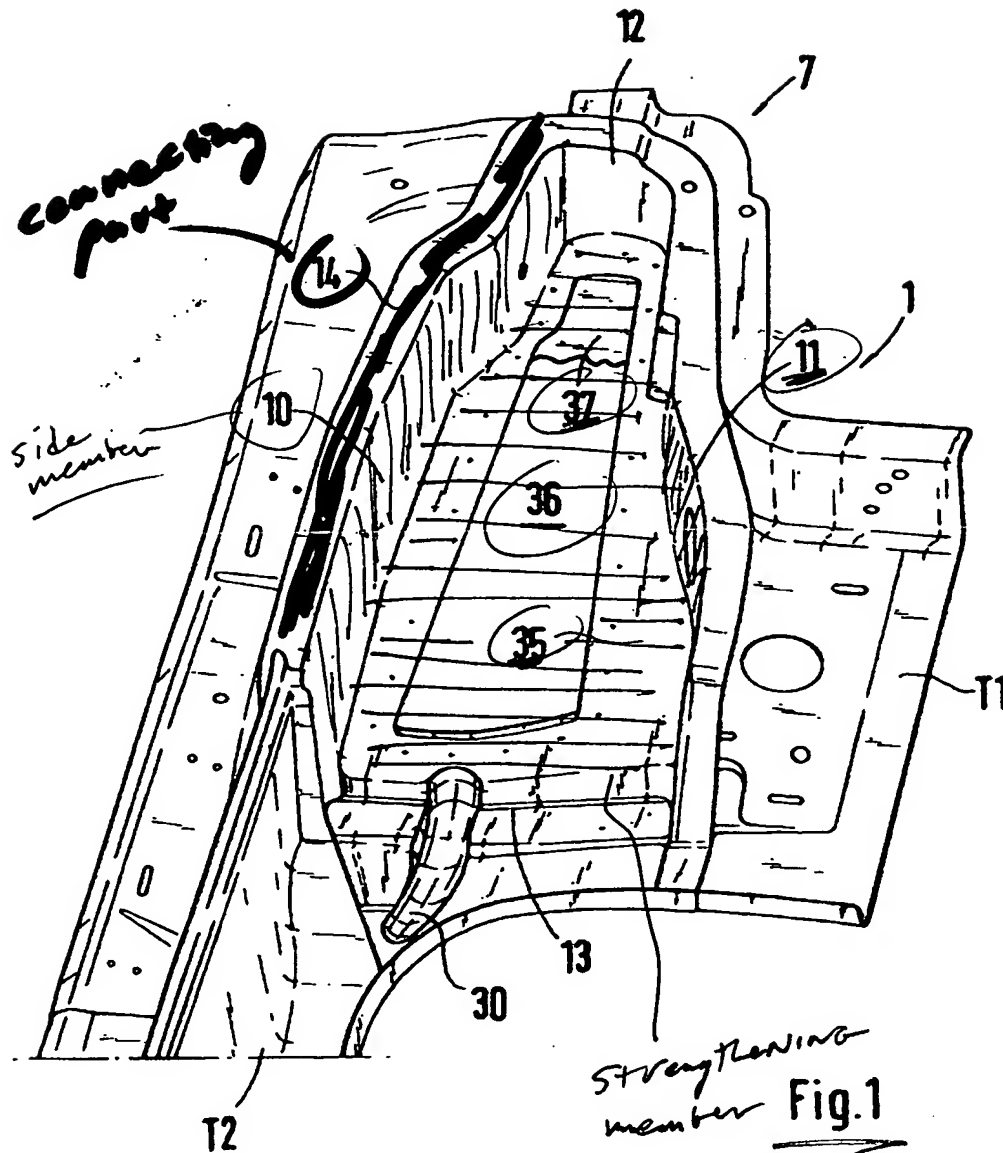 12
7
connecting
part
14
1
11
10
37
side
member
36
35
T1
13
30
strengthening
member
Fig.1
T2